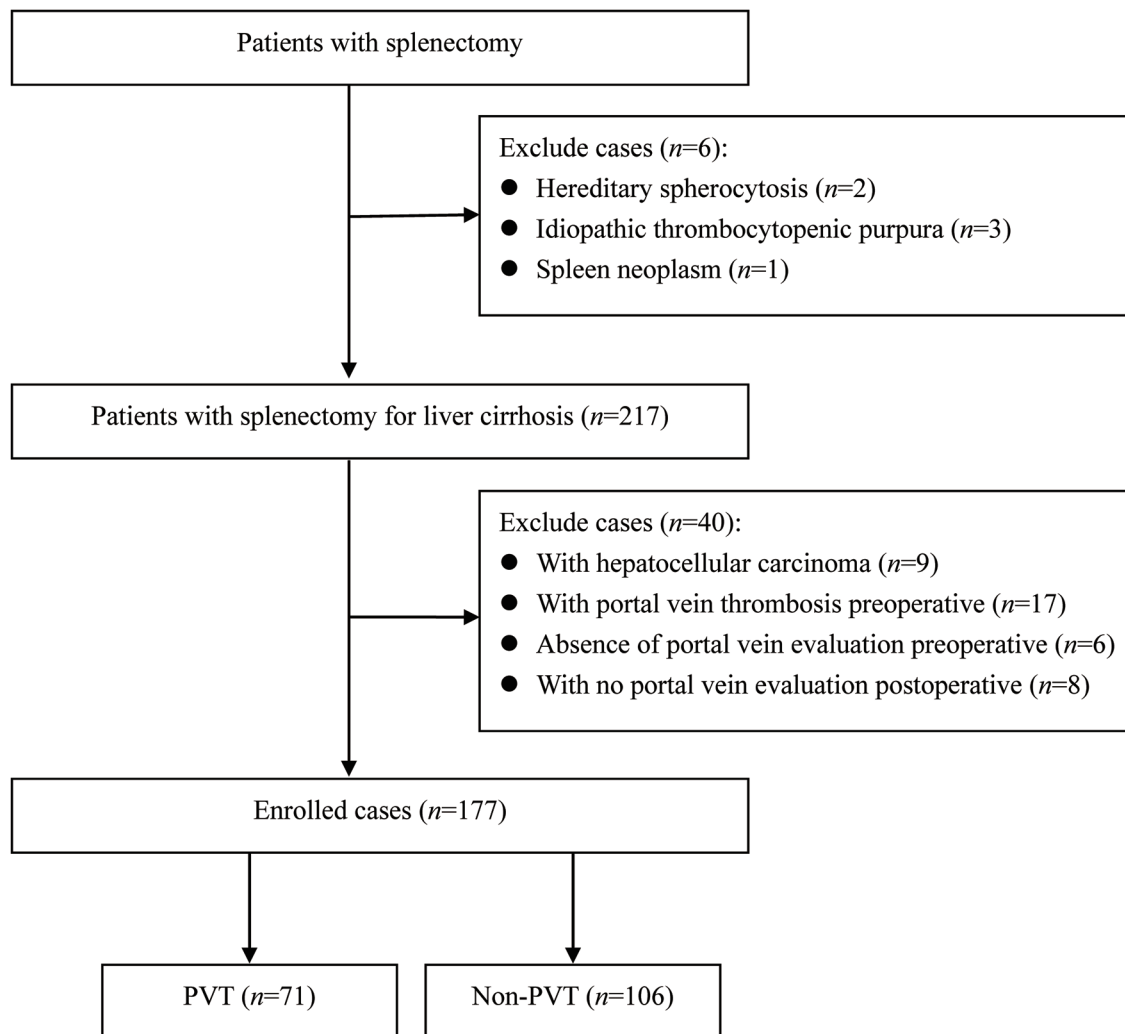 Patients with splenectomy
Exclude cases (n=6):
● Hereditary spherocytosis (n=2)
● Idiopathic thrombocytopenic purpura (n=3)
● Spleen neoplasm (n=1)
Patients with splenectomy for liver cirrhosis (n=217)
Exclude cases (n=40):
● With hepatocellular carcinoma (n=9)
● With portal vein thrombosis preoperative (n=17)
● Absence of portal vein evaluation preoperative (n=6)
● With no portal vein evaluation postoperative (n=8)
Enrolled cases (n=177)
PVT (n=71)
Non-PVT (n=106)